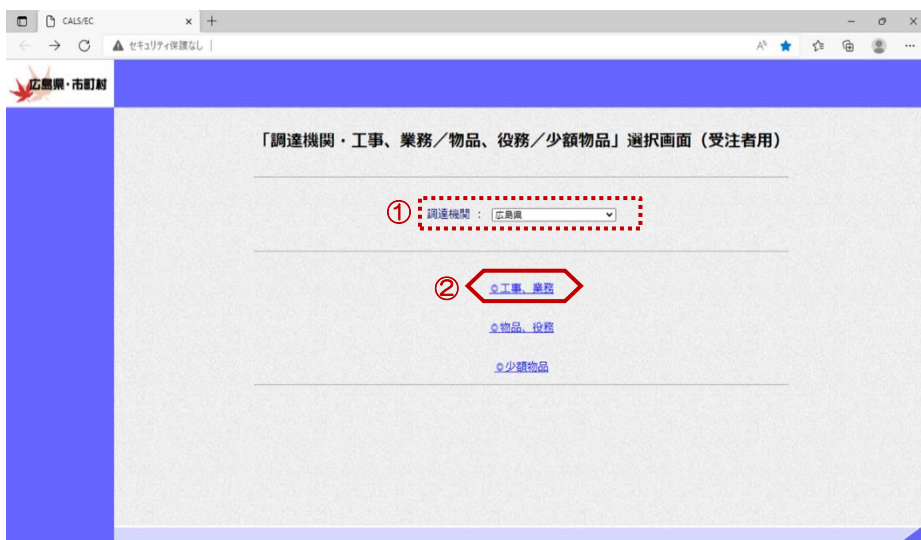 CALS/EC
セキュリティ保護なし
広島県・市町村
「調達機関・工事、業務／物品、役務／少額物品」選択画面（受注者用）
① 調達機関 ： 広島県
② ◎工事、業務
◎物品、役務
◎少額物品